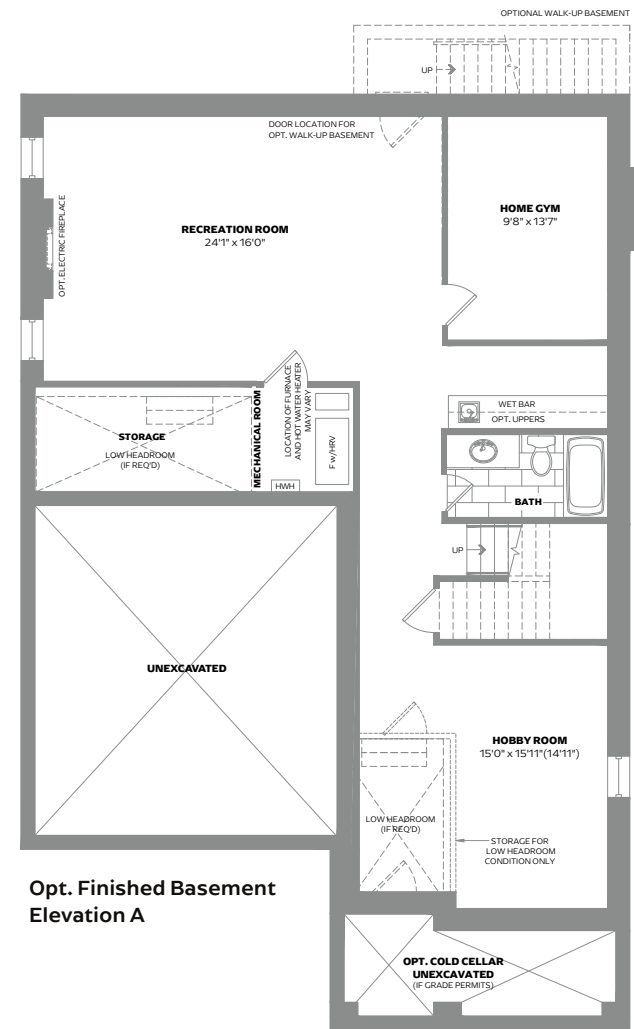 OPTIONAL WALK-UP BASEMENT
UP
DOOR LOCATION FOR
OPT. WALK-UP BASEMENT
OPT. ELECTRIC FIREPLACE
RECREATION ROOM
24'1" x 16'0"
HOME GYM
9'8" x 13'7"
STORAGE
LOW HEADROOM
(IF REQ'D)
MECHANICAL ROOM
LOCATION OF FURNACE
AND HOT WATER HEATER
MAY VARY
F w/HRV
HWH
WET BAR
OPT. UPPERS
BATH
UP
UNEXCAVATED
HOBBY ROOM
15'0" x 15'11"(14'11")
LOW HEADROOM
(IF REQ'D)
STORAGE FOR
LOW HEADROOM
CONDITION ONLY
Opt. Finished Basement
Elevation A
OPT. COLD CELLAR
UNEXCAVATED
(IF GRADE PERMITS)